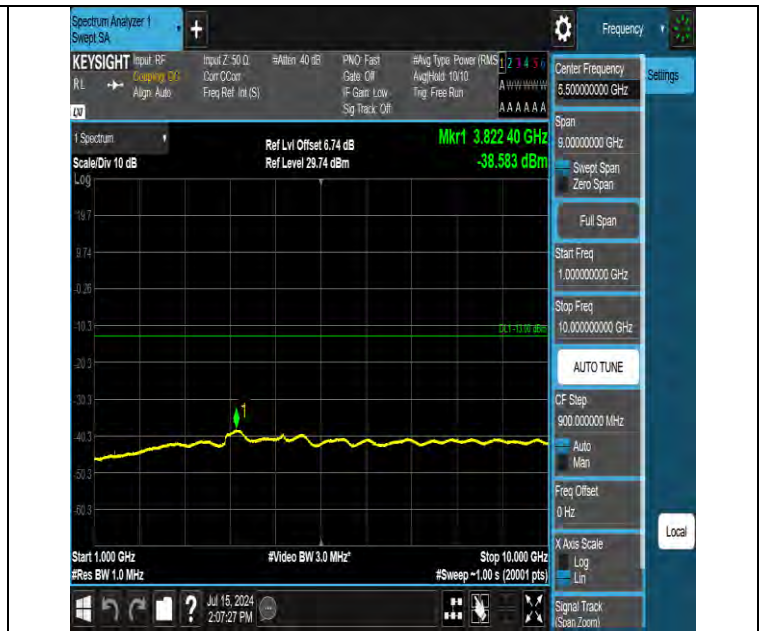 Spectrum Analyzer 1
Swept SA
+
Frequency
KEYSIGHT
RL
Input: RF
Coupling: DC
Align: Auto
Input Z: 50 Ω
Corr CCorr
Freq Ref: Int (S)
#Atten: 40 dB
PNO: Fast
Gate: Off
IF Gain: Low
Sig Track: Off
#Avg Type: Power (RMS
Avg|Hold: 10/10
Trig: Free Run
1 2 3 4 5 6
A W W W W W
A A A A A A
LXI
1 Spectrum
Scale/Div 10 dB
Log
Ref Lvl Offset 6.74 dB
Ref Level 29.74 dBm
Mkr1 3.822 40 GHz
-38.583 dBm
19.7
9.74
-0.26
-10.3
-20.3
-30.3
-40.3
-50.3
-60.3
DL1 -13.00 dBm
1
Start 1.000 GHz
#Res BW 1.0 MHz
#Video BW 3.0 MHz*
Stop 10.000 GHz
#Sweep ~1.00 s (20001 pts)
Jul 15, 2024
2:07:27 PM
?
Center Frequency
5.500000000 GHz
Settings
Span
9.00000000 GHz
Swept Span
Zero Span
Full Span
Start Freq
1.000000000 GHz
Stop Freq
10.000000000 GHz
AUTO TUNE
CF Step
900.000000 MHz
Auto
Man
Freq Offset
0 Hz
X Axis Scale
Log
Lin
Local
Signal Track
(Span Zoom)